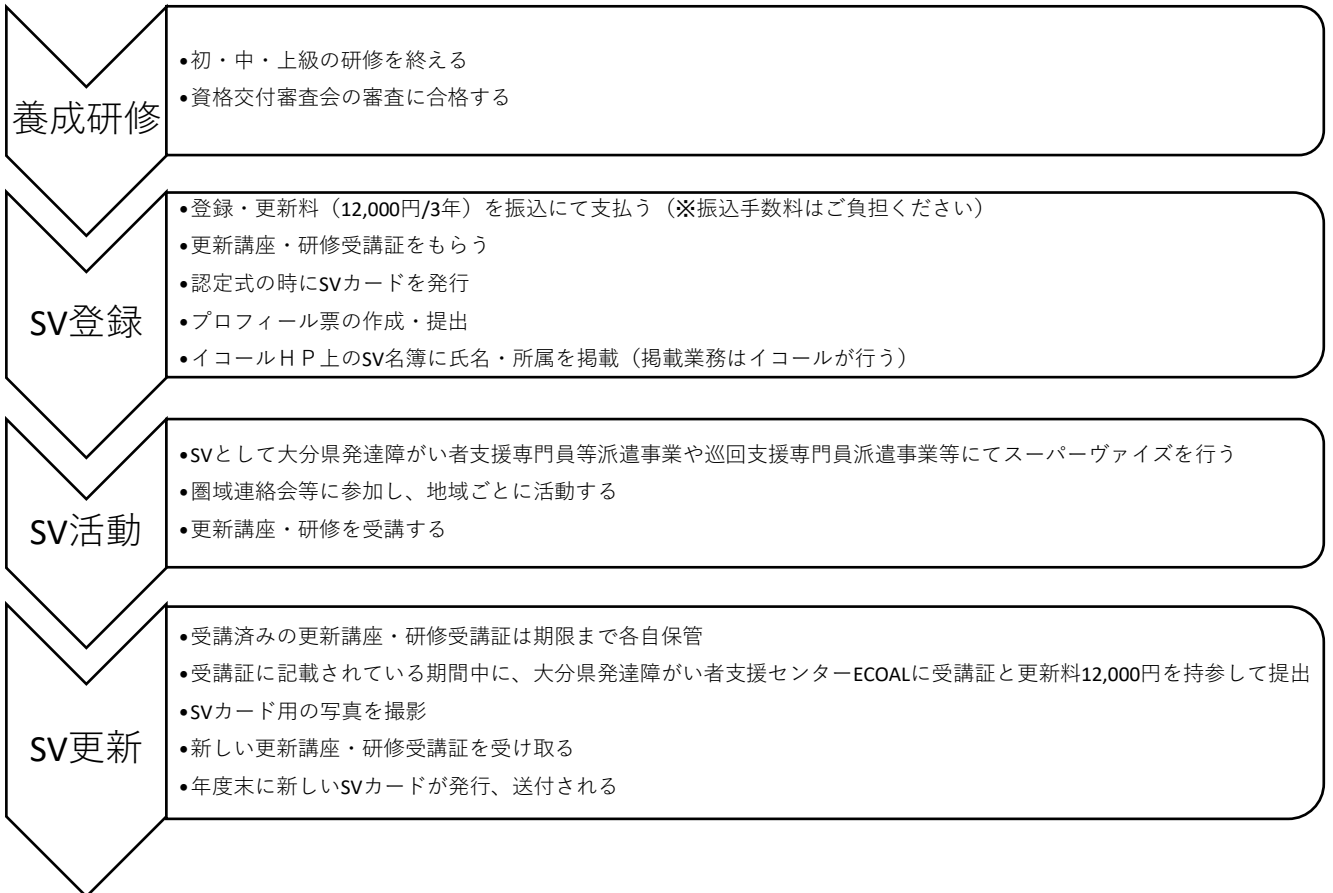 養成研修
•初・中・上級の研修を終える
•資格交付審査会の審査に合格する
SV登録
•登録・更新料（12,000円/3年）を振込にて支払う（※振込手数料はご負担ください）
•更新講座・研修受講証をもらう
•認定式の時にSVカードを発行
•プロフィール票の作成・提出
•イコールＨＰ上のSV名簿に氏名・所属を掲載（掲載業務はイコールが行う）
SV活動
•SVとして大分県発達障がい者支援専門員等派遣事業や巡回支援専門員派遣事業等にてスーパーヴァイズを行う
•圏域連絡会等に参加し、地域ごとに活動する
•更新講座・研修を受講する
SV更新
•受講済みの更新講座・研修受講証は期限まで各自保管
•受講証に記載されている期間中に、大分県発達障がい者支援センターECOALに受講証と更新料12,000円を持参して提出
•SVカード用の写真を撮影
•新しい更新講座・研修受講証を受け取る
•年度末に新しいSVカードが発行、送付される